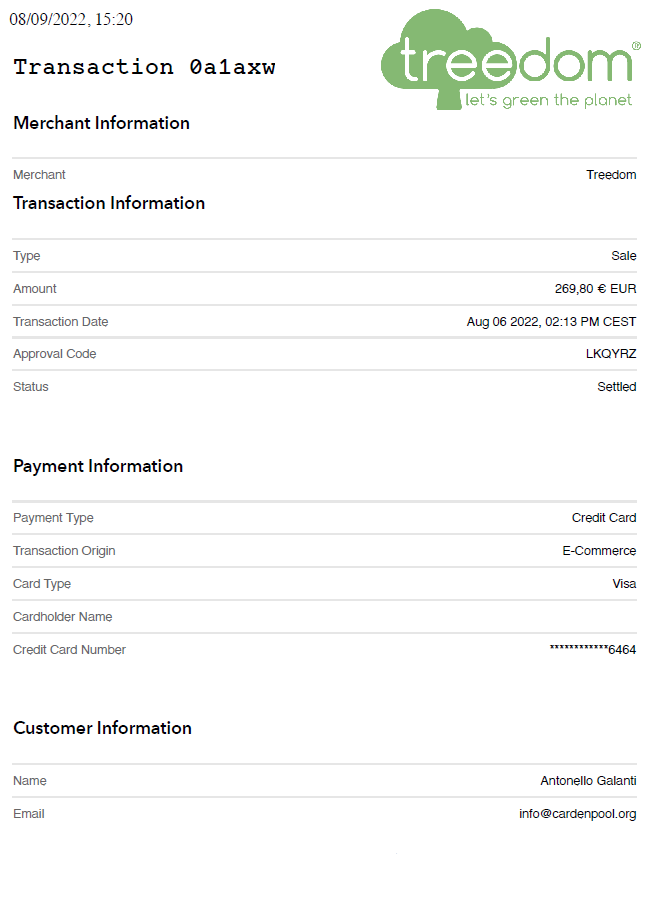 08/09/2022, 15:20
treedom®
let's green the planet
Transaction 0a1axw
Merchant Information
Merchant Treedom
Transaction Information
Type Sale
Amount 269,80 € EUR
Transaction Date Aug 06 2022, 02:13 PM CEST
Approval Code LKQYRZ
Status Settled
Payment Information
Payment Type Credit Card
Transaction Origin E-Commerce
Card Type Visa
Cardholder Name
Credit Card Number ************6464
Customer Information
Name Antonello Galanti
Email info@cardenpool.org